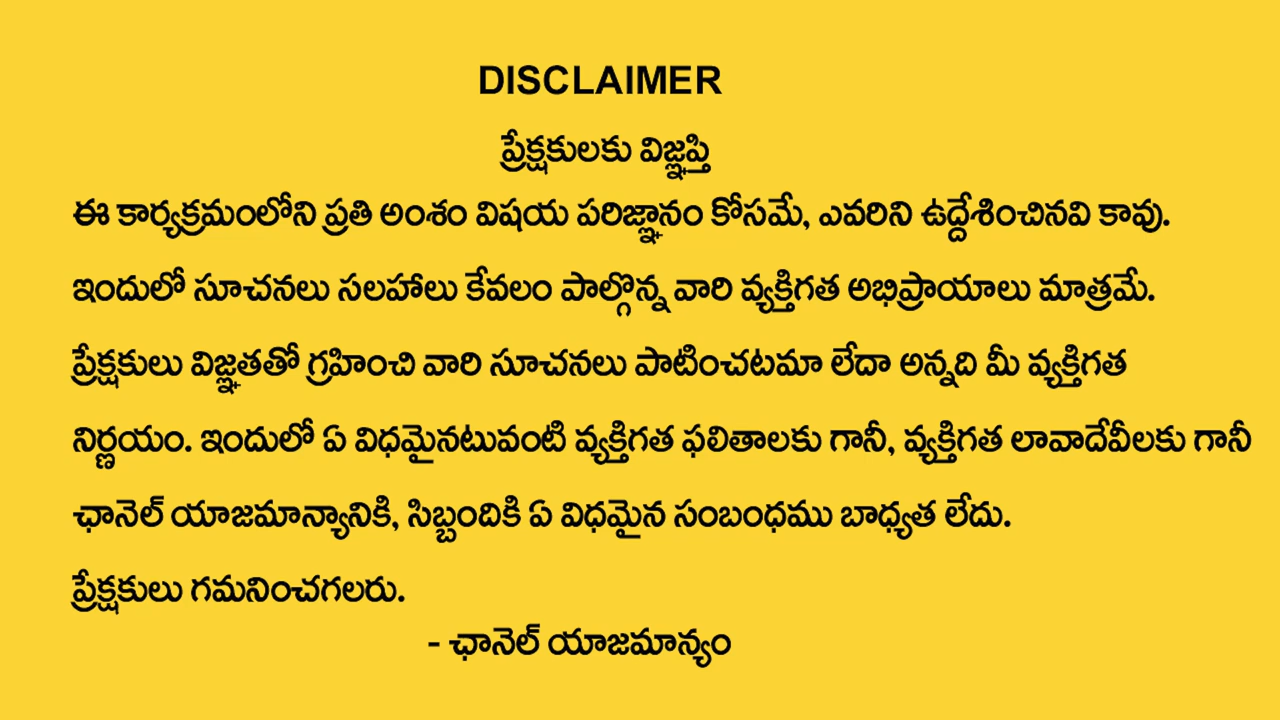 DISCLAIMER
ప్రేక్షకులకు విజ్ఞప్తి
ఈ కార్యక్రమంలోని ప్రతి అంశం విషయ పరిజ్ఞానం కోసమే, ఎవరిని ఉద్దేశించినవి కావు.
ఇందులో సూచనలు సలహాలు కేవలం పాల్గొన్న వారి వ్యక్తిగత అభిప్రాయాలు మాత్రమే.
ప్రేక్షకులు విజ్ఞతతో గ్రహించి వారి సూచనలు పాటించటమా లేదా అన్నది మీ వ్యక్తిగత
నిర్ణయం. ఇందులో ఏ విధమైనటువంటి వ్యక్తిగత ఫలితాలకు గానీ, వ్యక్తిగత లావాదేవీలకు గానీ
ఛానెల్ యాజమాన్యానికి, సిబ్బందికి ఏ విధమైన సంబంధము బాధ్యత లేదు.
ప్రేక్షకులు గమనించగలరు.
- ఛానెల్ యాజమాన్యం